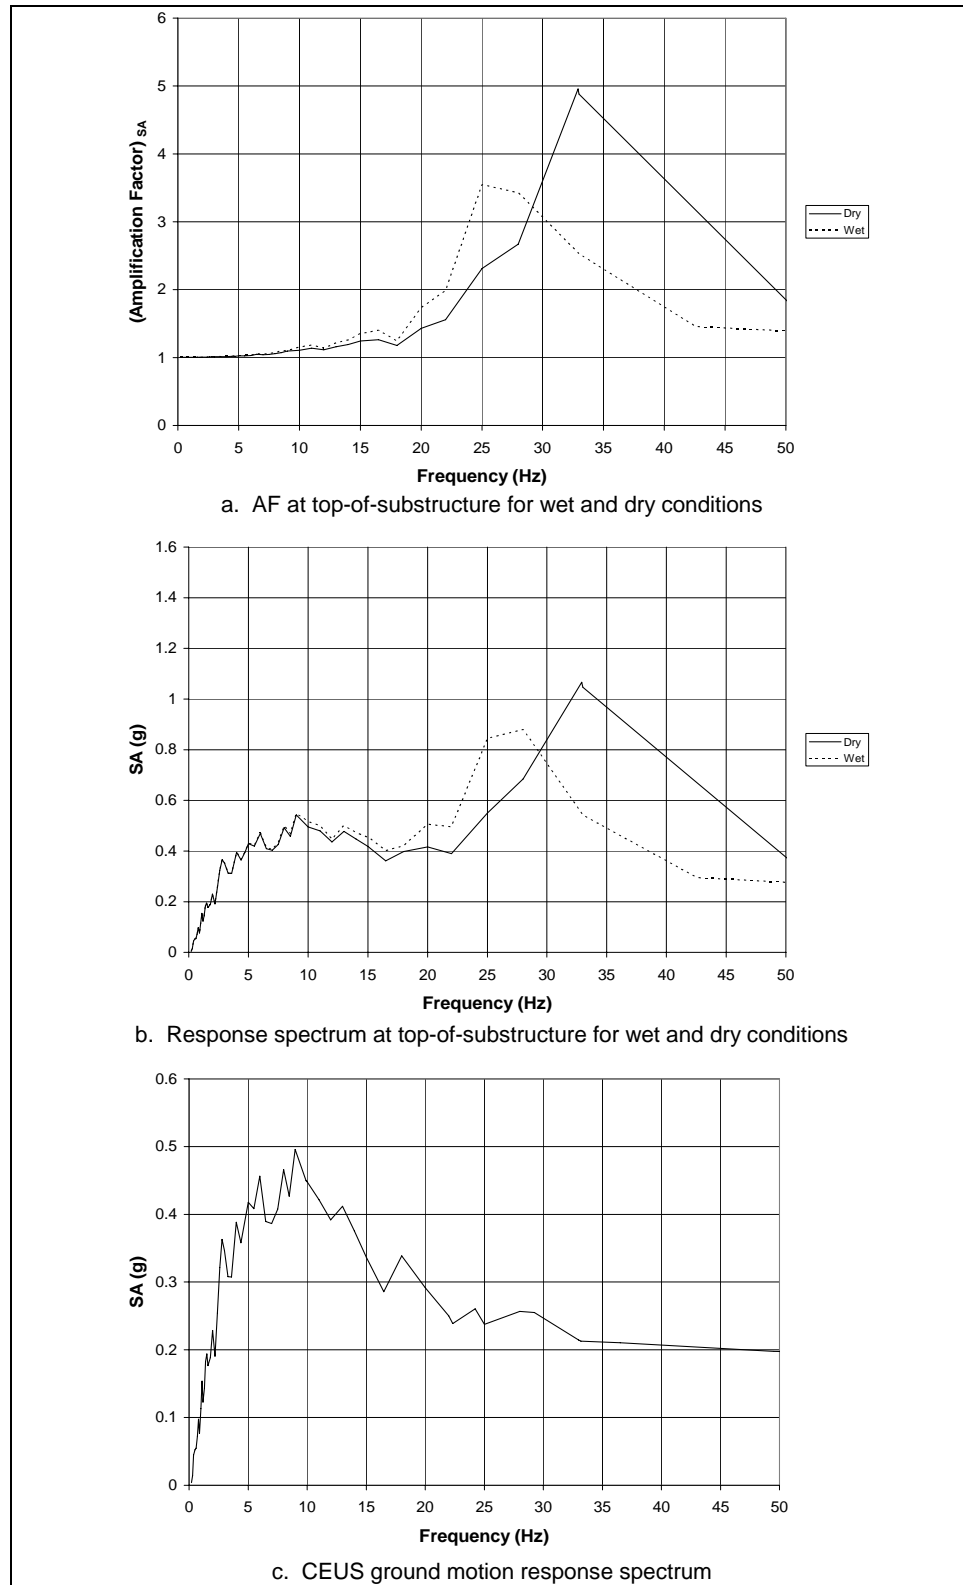 6
5
4
3
2
1
0
(Amplification Factor) SA
0 5 10 15 20 25 30 35 40 45 50
Frequency (Hz)
Dry
Wet
a. AF at top-of-substructure for wet and dry conditions
1.6
1.4
1.2
1
0.8
0.6
0.4
0.2
0
SA (g)
0 5 10 15 20 25 30 35 40 45 50
Frequency (Hz)
Dry
Wet
b. Response spectrum at top-of-substructure for wet and dry conditions
0.6
0.5
0.4
0.3
0.2
0.1
0
SA (g)
0 5 10 15 20 25 30 35 40 45 50
Frequency (Hz)
c. CEUS ground motion response spectrum